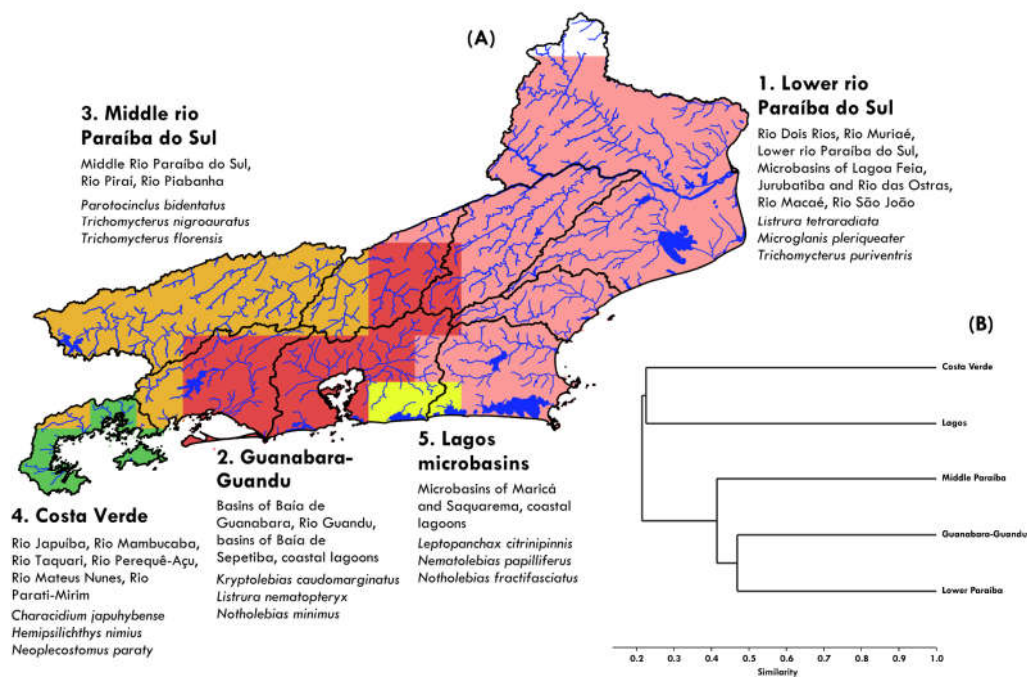 (A)
1. Lower rio
Paraíba do Sul
Rio Dois Rios, Rio Muriaé,
Lower rio Paraíba do Sul,
Microbasins of Lagoa Feia,
Jurubatiba and Rio das Ostras,
Rio Macaé, Rio São João
Listrura tetraradiata
Microglanis pleriqueater
Trichomycterus puriventris
3. Middle rio
Paraíba do Sul
Middle Rio Paraíba do Sul,
Rio Piraí, Rio Piabanha
Parotocinclus bidentatus
Trichomycterus nigroauratus
Trichomycterus florensis
4. Costa Verde
Rio Japuíba, Rio Mambucaba,
Rio Taquari, Rio Perequê-Açu,
Rio Mateus Nunes, Rio
Parati-Mirim
Characidium japuhybense
Hemipsilichthys nimius
Neoplecostomus paraty
2. Guanabara-
Guandu
Basins of Baía de
Guanabara, Rio Guandu,
basins of Baía de
Sepetiba, coastal lagoons
Kryptolebias caudomarginatus
Listrura nematopteryx
Notholebias minimus
5. Lagos
microbasins
Microbasins of Maricá
and Saquarema, coastal
lagoons
Leptopanchax citrinipinnis
Nematolebias papilliferus
Notholebias fractifasciatus
(B)
Costa Verde
Lagos
Middle Paraíba
Guanabara-Guandu
Lower Paraíba
0.2 0.3 0.4 0.5 0.6 0.7 0.8 0.9 1.0
Similarity